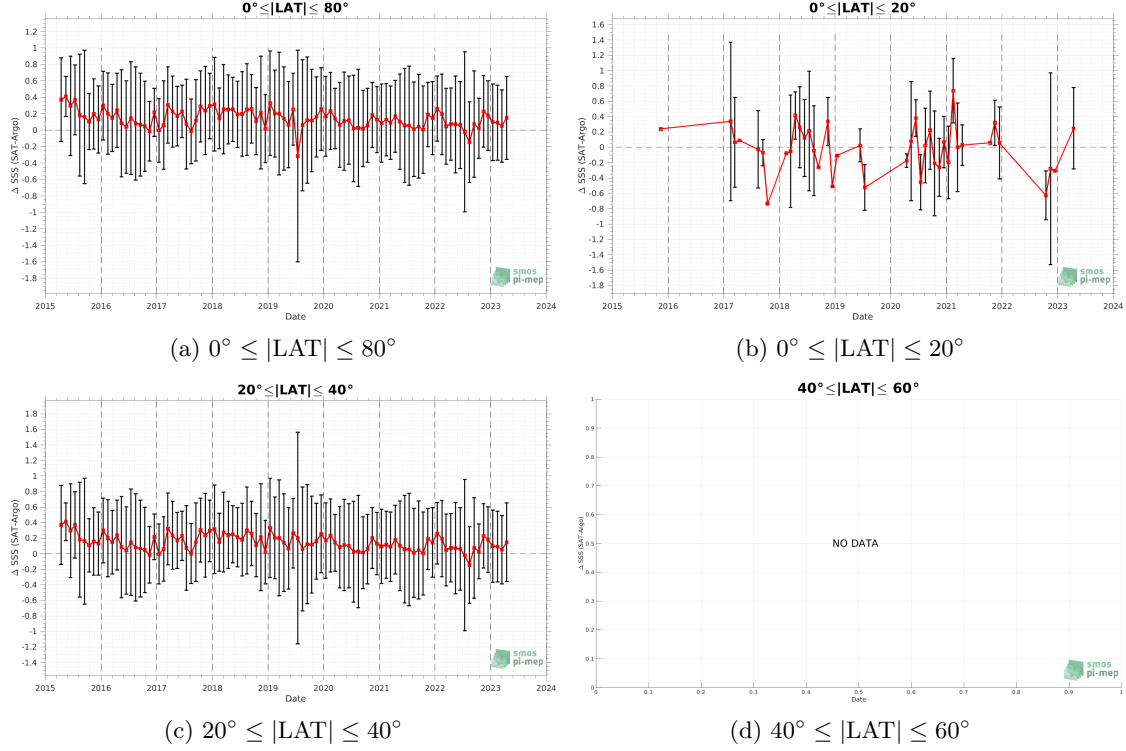 0°≤|LAT|≤ 80°
Δ SSS (SAT-Argo)
1.2
1
0.8
0.6
0.4
0.2
0
-0.2
-0.4
-0.6
-0.8
-1
-1.2
-1.4
-1.6
-1.8
2015 2016 2017 2018 2019 2020 2021 2022 2023 2024
Date
smos
pi-mep
(a) 0° ≤ |LAT| ≤ 80°
0°≤|LAT|≤ 20°
Δ SSS (SAT-Argo)
1.6
1.4
1.2
1
0.8
0.6
0.4
0.2
0
-0.2
-0.4
-0.6
-0.8
-1
-1.2
-1.4
-1.6
-1.8
2015 2016 2017 2018 2019 2020 2021 2022 2023 2024
Date
smos
pi-mep
(b) 0° ≤ |LAT| ≤ 20°
20°≤|LAT|≤ 40°
Δ SSS (SAT-Argo)
1.8
1.6
1.4
1.2
1
0.8
0.6
0.4
0.2
0
-0.2
-0.4
-0.6
-0.8
-1
-1.2
-1.4
2015 2016 2017 2018 2019 2020 2021 2022 2023 2024
Date
smos
pi-mep
(c) 20° ≤ |LAT| ≤ 40°
40°≤|LAT|≤ 60°
Δ SSS (SAT-Argo)
1
0.9
0.8
0.7
0.6
0.5
0.4
0.3
0.2
0.1
0
NO DATA
0 0.1 0.2 0.3 0.4 0.5 0.6 0.7 0.8 0.9 1
Date
smos
pi-mep
(d) 40° ≤ |LAT| ≤ 60°